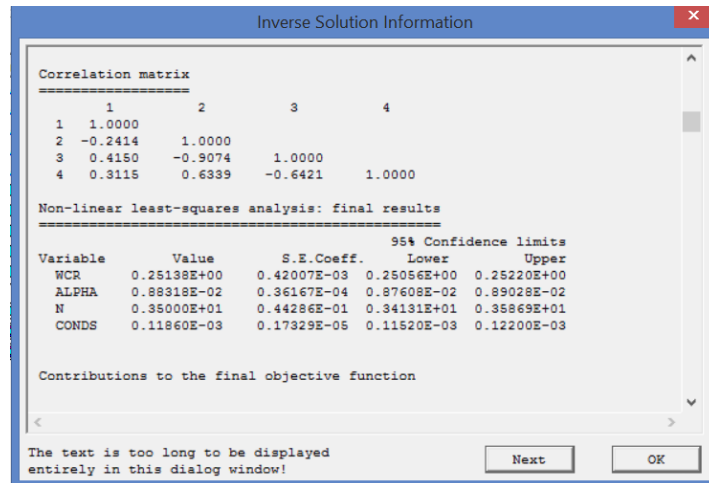 Inverse Solution Information
Correlation matrix
===================
1 2 3 4
1 1.0000
2 -0.2414 1.0000
3 0.4150 -0.9074 1.0000
4 0.3115 0.6339 -0.6421 1.0000
Non-linear least-squares analysis: final results
================================================
95% Confidence limits
Variable Value S.E.Coeff. Lower Upper
WCR 0.25138E+00 0.42007E-03 0.25056E+00 0.25220E+00
ALPHA 0.88318E-02 0.36167E-04 0.87608E-02 0.89028E-02
N 0.35000E+01 0.44286E-01 0.34131E+01 0.35869E+01
CONDS 0.11860E-03 0.17329E-05 0.11520E-03 0.12200E-03
Contributions to the final objective function
The text is too long to be displayed
entirely in this dialog window!
Next
OK